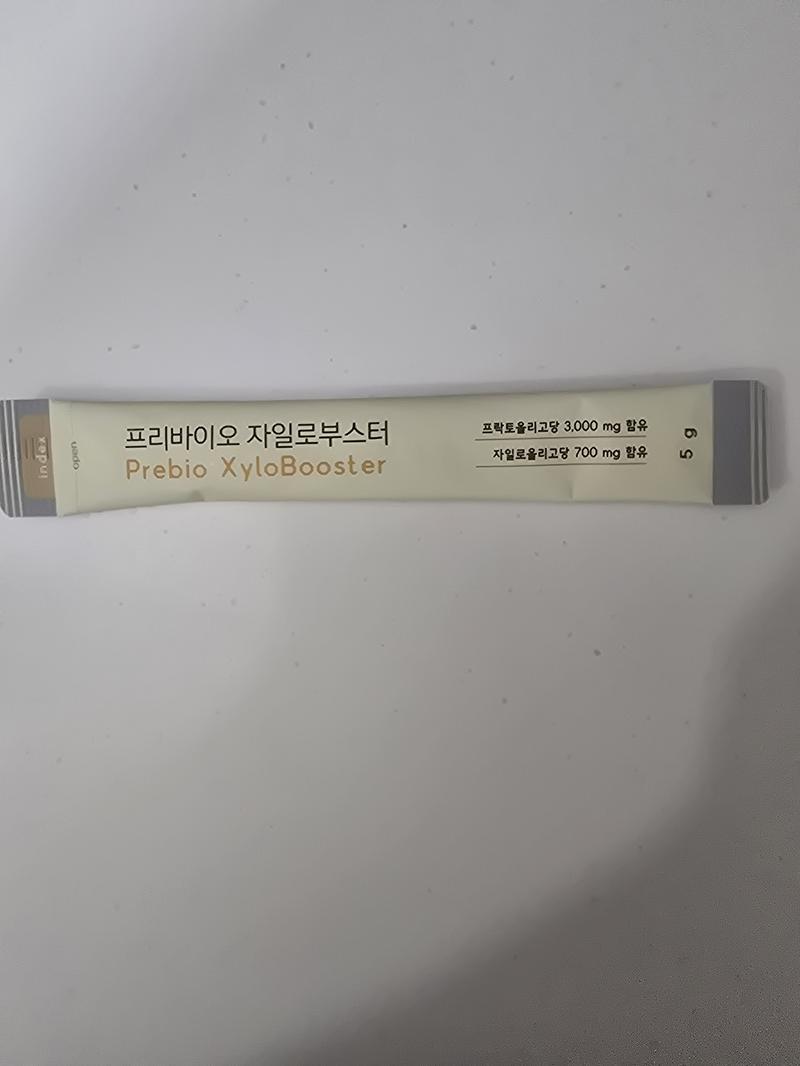 index
open
프리바이오 자일로부스터
Prebio XyloBooster
프락토올리고당 3,000 mg 함유
자일로올리고당 700 mg 함유
5 g